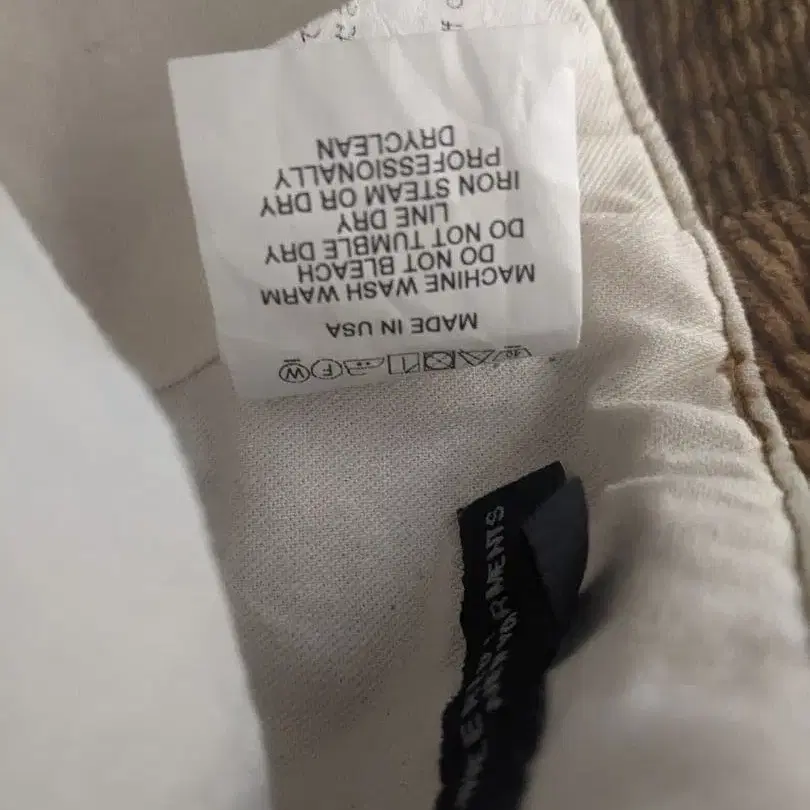 F W
MADE IN USA
MACHINE WASH WARM
DO NOT BLEACH
DO NOT TUMBLE DRY
LINE DRY
IRON STEAM OR DRY
PROFESSIONALLY
DRYCLEAN